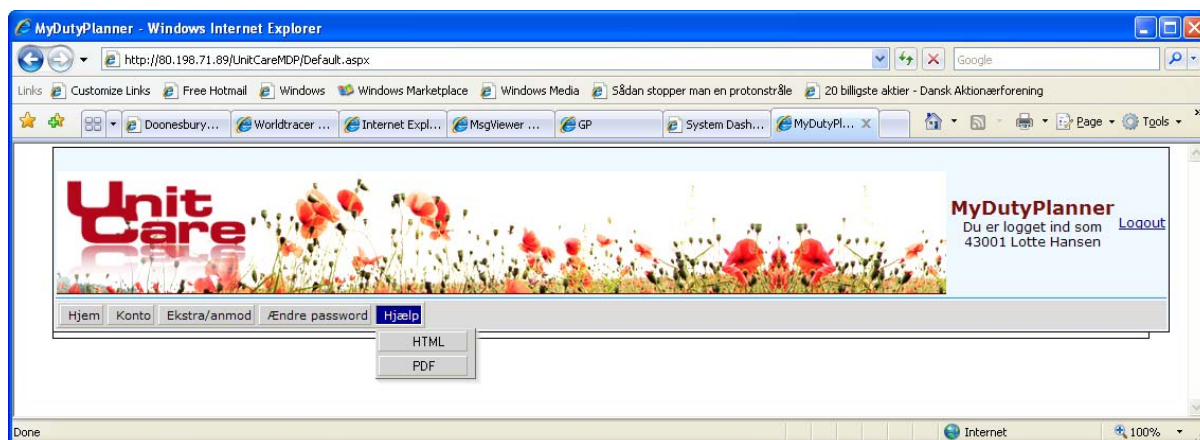 MyDutyPlanner - Windows Internet Explorer
http://80.198.71.89/UnitCareMDP/Default.aspx
Google
Links Customize Links Free Hotmail Windows Windows Marketplace Windows Media Sådan stopper man en protonstråle 20 billigste aktier - Dansk Aktionærforening
Doonesbury... Worldtracer ... Internet Expl... MsgViewer ... GP System Dash... MyDutyPl... Page Tools
Unit
Care
MyDutyPlanner
Du er logget ind som
43001 Lotte Hansen
Logout
Hjem Konto Ekstra/anmod Ændre password Hjælp
HTML
PDF
Done Internet 100%